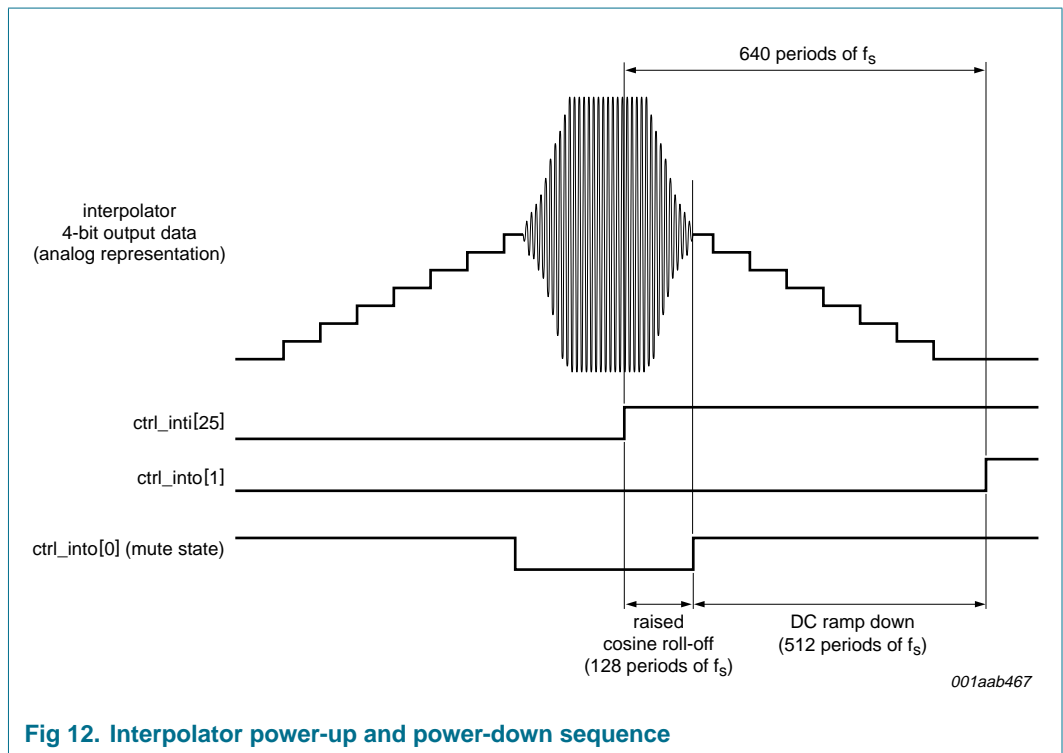 640 periods of fs
interpolator
4-bit output data
(analog representation)
ctrl_inti[25]
ctrl_into[1]
ctrl_into[0] (mute state)
raised
cosine roll-off
(128 periods of fs)
DC ramp down
(512 periods of fs)
001aab467
Fig 12. Interpolator power-up and power-down sequence